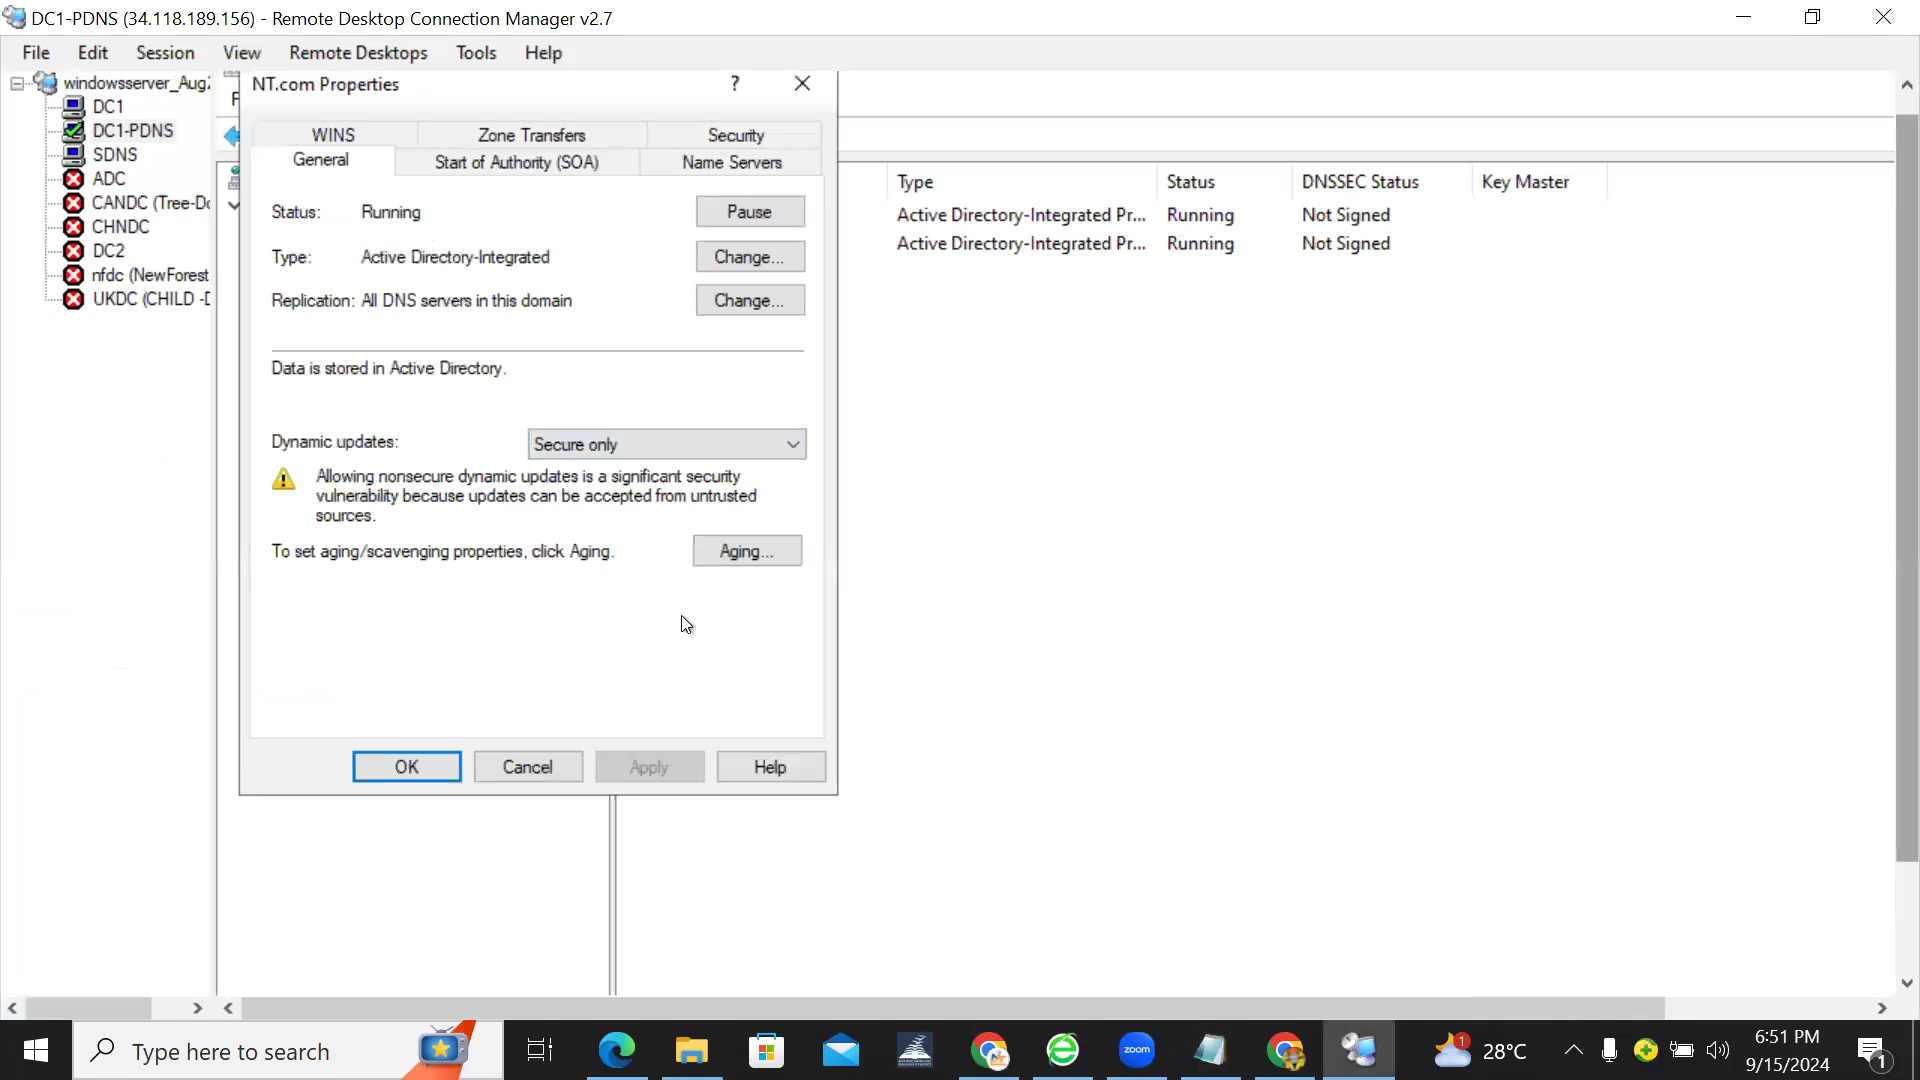 DC1-PDNS (34.118.189.156) - Remote Desktop Connection Manager v2.7
File Edit Session View Remote Desktops Tools Help
windowsserver_Aug
DC1
DC1-PDNS
SDNS
ADC
CANDC (Tree-Do
CHNDC
DC2
nfdc (NewForest
UKDC (CHILD -D
NT.com Properties
?
WINS Zone Transfers Security
General Start of Authority (SOA) Name Servers
Status: Running Pause
Type: Active Directory-Integrated Change...
Replication: All DNS servers in this domain Change...
Data is stored in Active Directory.
Dynamic updates: Secure only
Allowing nonsecure dynamic updates is a significant security
vulnerability because updates can be accepted from untrusted
sources.
To set aging/scavenging properties, click Aging. Aging...
OK Cancel Apply Help
Type Status DNSSEC Status Key Master
Active Directory-Integrated Pr... Running Not Signed
Active Directory-Integrated Pr... Running Not Signed
Type here to search
zoom
1
28°C
6:51 PM
9/15/2024
1